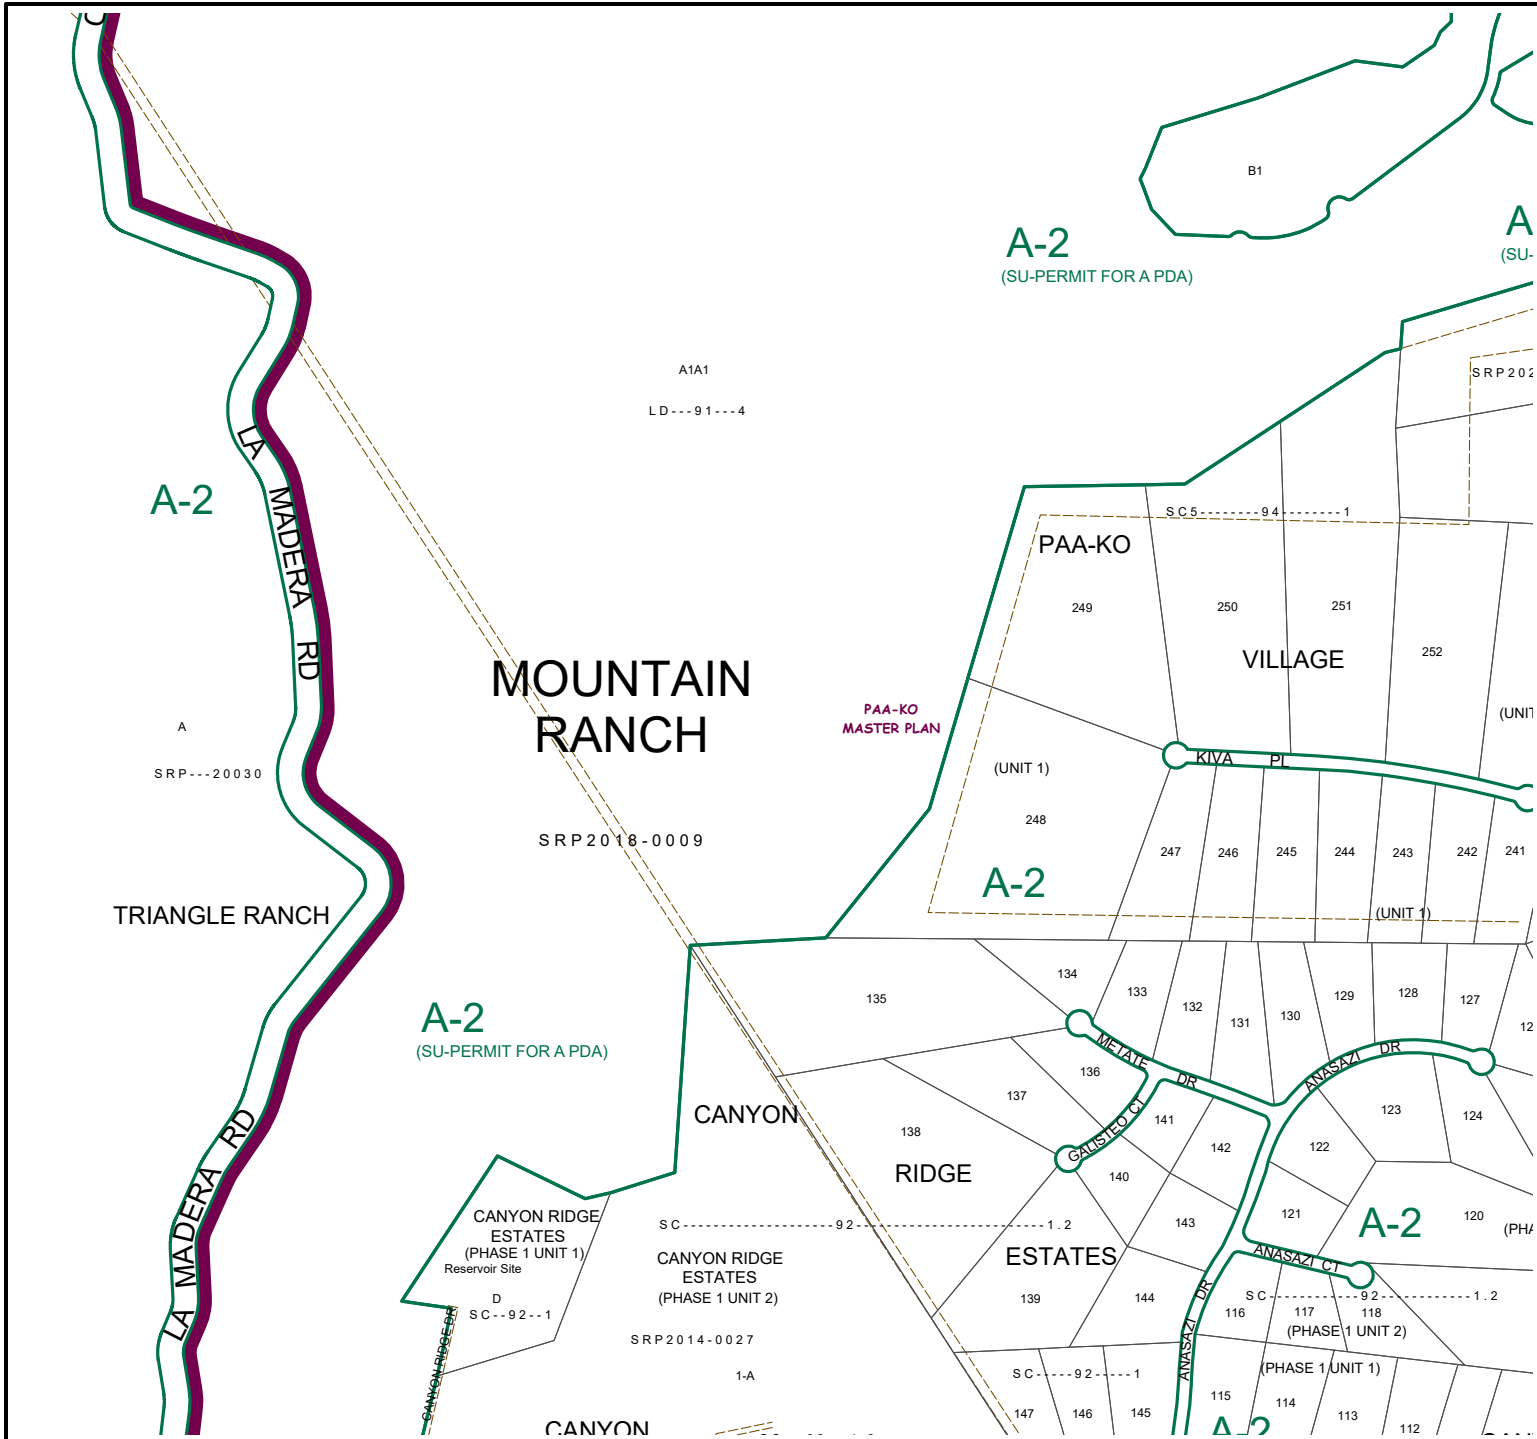 B1
A-2
(SU-PERMIT FOR A PDA)
A1A1
LD---91---4
A-2
LA MADERA RD
SC5--------94--------1
PAA-KO
249
250
251
252
VILLAGE
MOUNTAIN
RANCH
PAA-KO
MASTER PLAN
A
SRP---20030
(UNIT 1)
KIVA PL
248
SRP2018-0009
247
246
245
244
243
242
241
A-2
(UNIT 1)
TRIANGLE RANCH
134
135
133
132
131
130
129
128
127
A-2
(SU-PERMIT FOR A PDA)
METATE DR
ANASAZI DR
136
137
138
GALISTEO CT
141
142
122
123
124
CANYON
RIDGE
140
143
121
120
A-2
LA MADERA RD
CANYON RIDGE
ESTATES
(PHASE 1 UNIT 1)
Reservoir Site
D
SC--92--1
SC-------------------92-------------------1.2
CANYON RIDGE
ESTATES
(PHASE 1 UNIT 2)
SRP2014-0027
1-A
ESTATES
139
144
ANASAZI CT
ANASAZI DR
SC------------92------------1.2
116
117
118
(PHASE 1 UNIT 2)
(PHASE 1 UNIT 1)
CANYON RIDGE DR
SC----92----1
147
146
145
115
114
113
112
CANYON
A-2